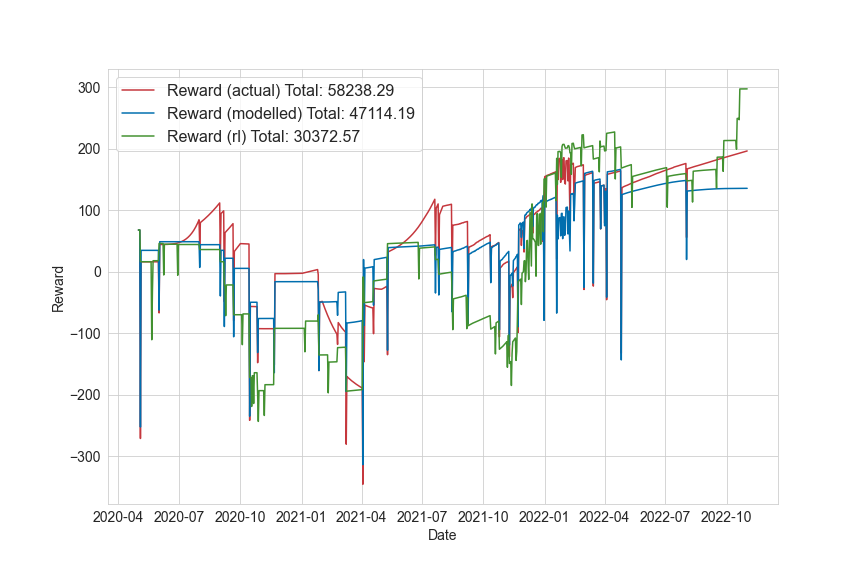 Reward (actual) Total: 58238.29
Reward (modelled) Total: 47114.19
Reward (rl) Total: 30372.57
300
200
100
0
−100
−200
−300
Reward
2020-04 2020-07 2020-10 2021-01 2021-04 2021-07 2021-10 2022-01 2022-04 2022-07 2022-10
Date